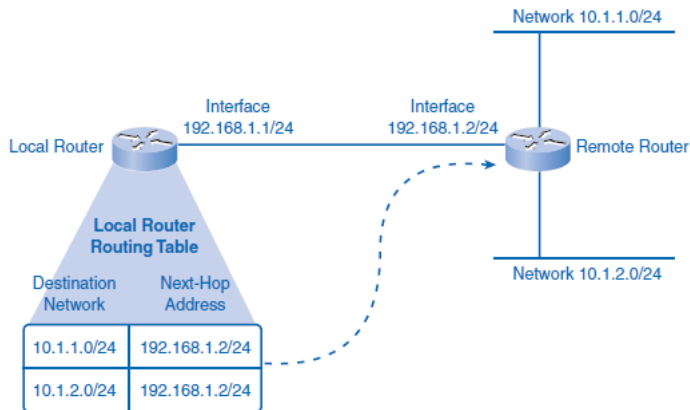 Network 10.1.1.0/24
Interface
192.168.1.1/24
Interface
192.168.1.2/24
Local Router
Remote Router
Local Router
Routing Table
Destination
Network
Next-Hop
Address
10.1.1.0/24 192.168.1.2/24
10.1.2.0/24 192.168.1.2/24
Network 10.1.2.0/24